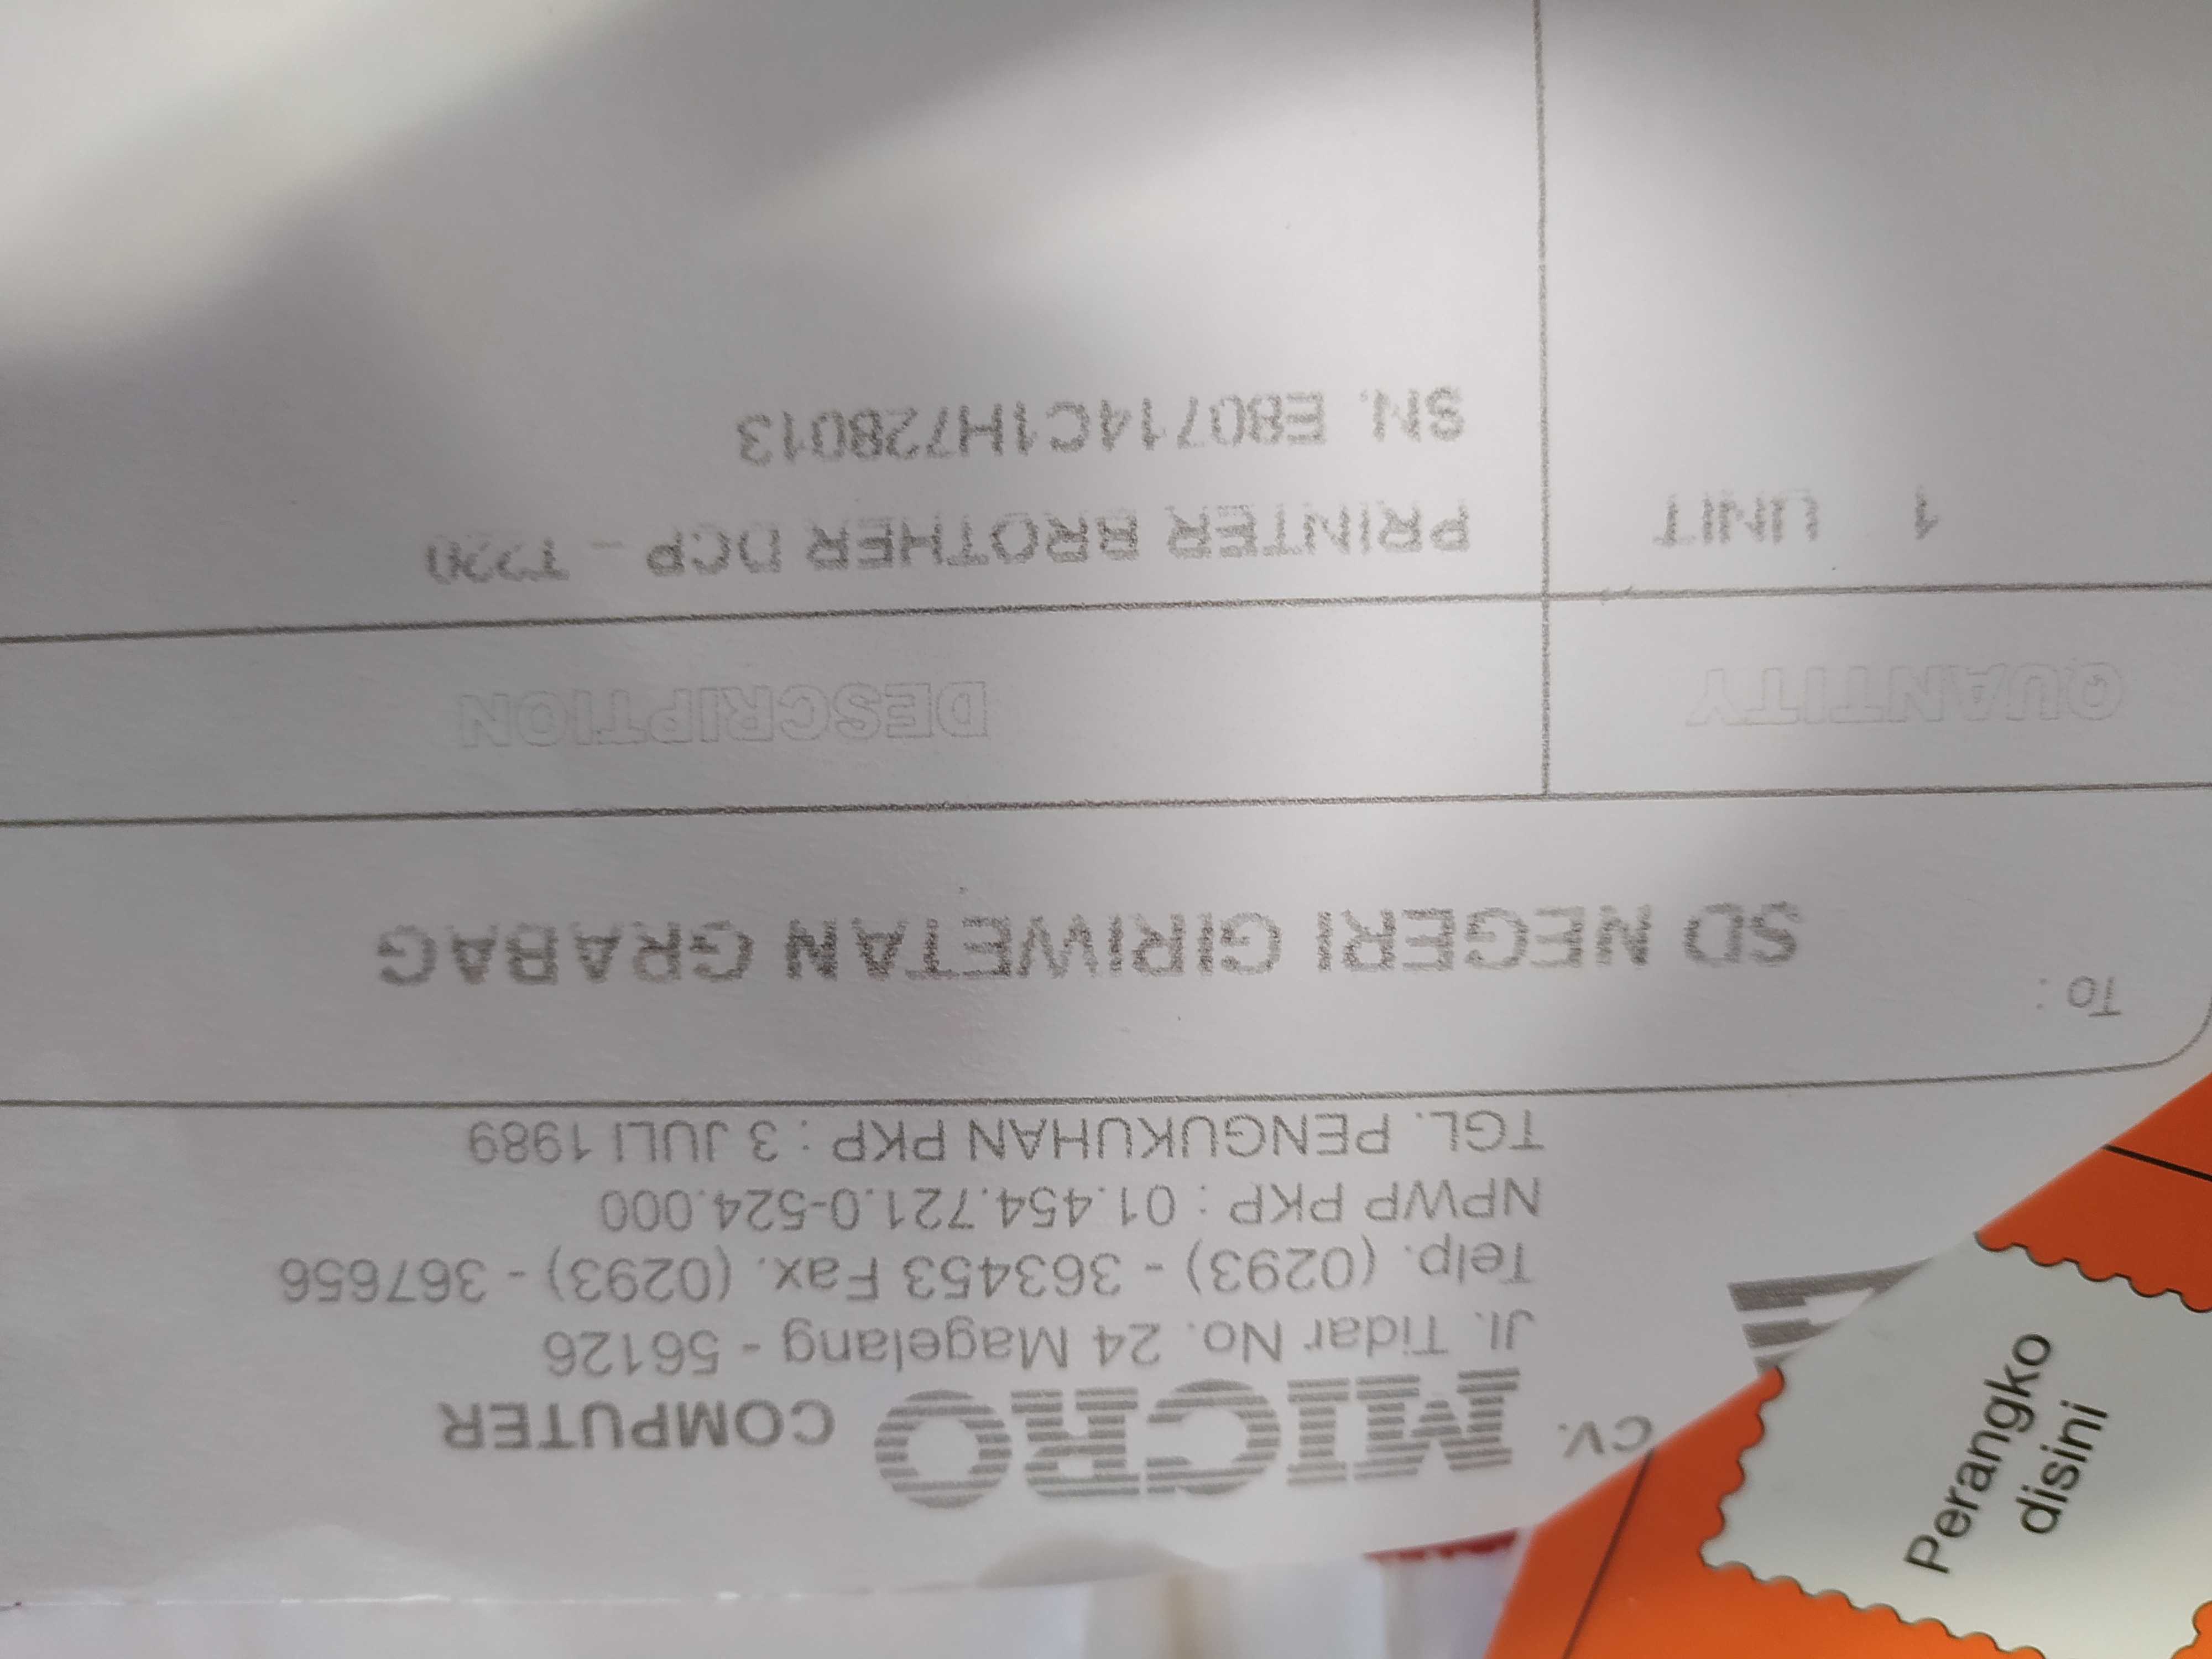 CV. MICRO COMPUTER
Jl. Tidar No. 24 Magelang - 56126
Telp. (0293) - 363453 Fax. (0293) - 367656
NPWP PKP : 01.454.721.0-524.000
TGL. PENGUKUHAN PKP : 3 JULI 1989
To :
SD NEGERI GIRIWETAN GRABAG
QUANTITY DESCRIPTION
1 UNIT PRINTER BROTHER DCP - T220
SN. E80714C1H728013
Perangko
disini